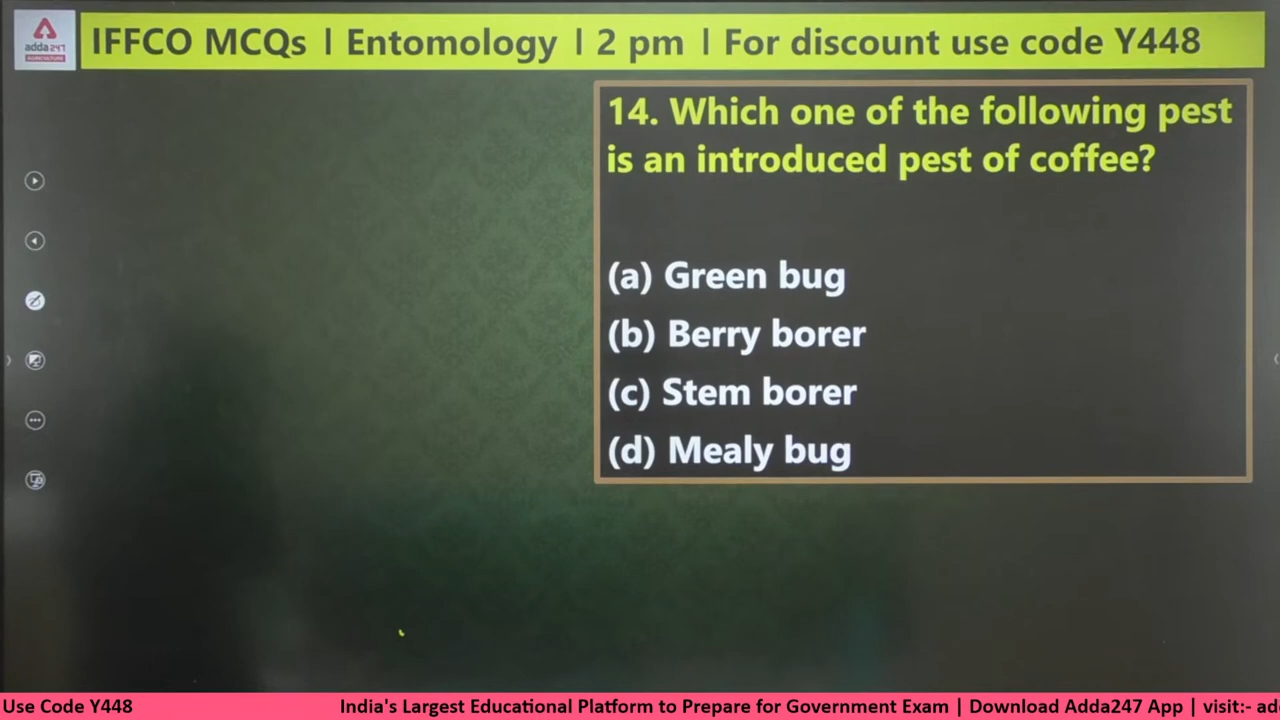 adda247
AGRICULTURE
IFFCO MCQs l Entomology l 2 pm l For discount use code Y448
14. Which one of the following pest
is an introduced pest of coffee?
(a) Green bug
(b) Berry borer
(c) Stem borer
(d) Mealy bug
Use Code Y448
India's Largest Educational Platform to Prepare for Government Exam | Download Adda247 App | visit:- ad